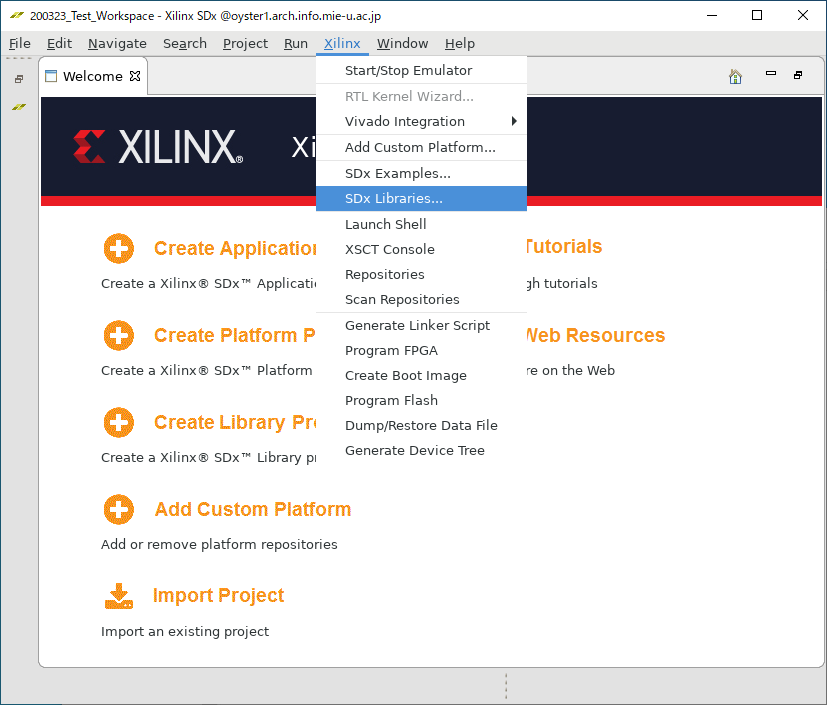 200323_Test_Workspace - Xilinx SDx @oyster1.arch.info.mie-u.ac.jp
File Edit Navigate Search Project Run Xilinx Window Help
Welcome
XILINX®
Xi
Start/Stop Emulator
RTL Kernel Wizard...
Vivado Integration
Add Custom Platform...
SDx Examples...
SDx Libraries...
Launch Shell
XSCT Console
Repositories
Scan Repositories
Generate Linker Script
Program FPGA
Create Boot Image
Program Flash
Dump/Restore Data File
Generate Device Tree
Create Application
Create a Xilinx® SDx™ Applicatio
Create Platform P
Create a Xilinx® SDx™ Platform
Create Library Pr
Create a Xilinx® SDx™ Library pr
Add Custom Platform
Add or remove platform repositories
Import Project
Import an existing project
Tutorials
gh tutorials
Web Resources
re on the Web